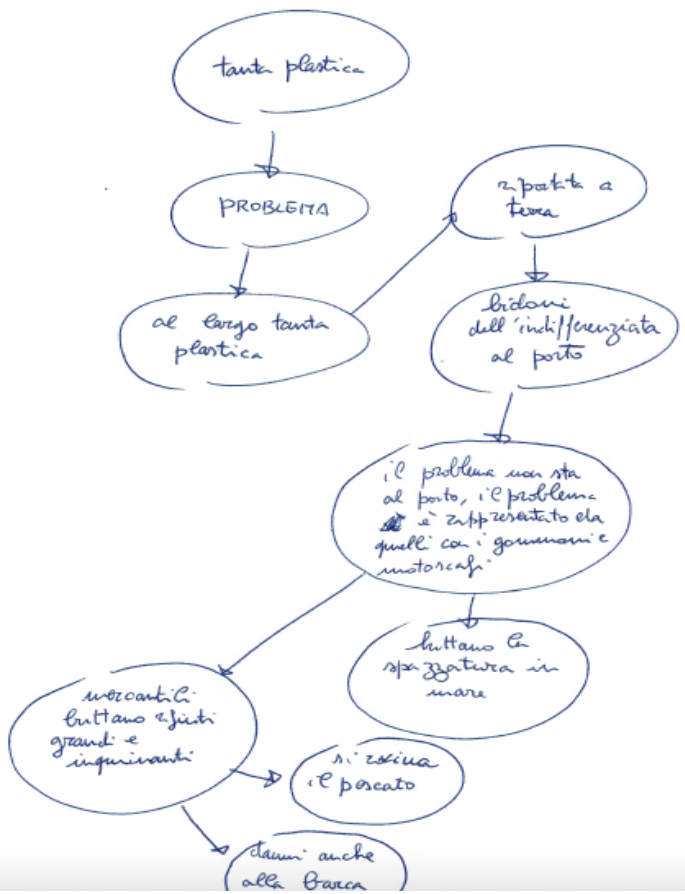 tanta plastica
PROBLEMA
al largo tanta
plastica
riportata a
terra
bidoni
dell'indifferenziata
al porto
il problema non sta
al porto, il problema
è rappresentato da
quelli con i gommoni e
motoscafi
buttano la
spazzatura in
mare
mercantili
buttano rifiuti
grandi e
inquinanti
si rovina
il pescato
danni anche
alla barca